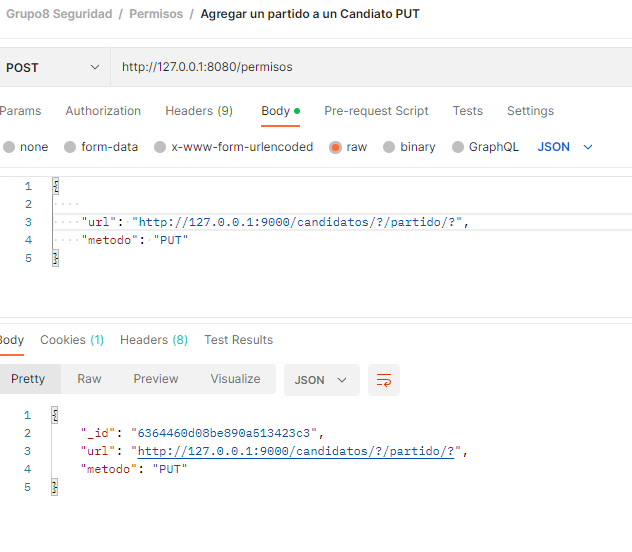 Grupo8 Seguridad / Permisos / Agregar un partido a un Candiato PUT
POST http://127.0.0.1:8080/permisos
Params Authorization Headers (9) Body Pre-request Script Tests Settings
none form-data x-www-form-urlencoded raw binary GraphQL JSON
1 {
2
3 "url": "http://127.0.0.1:9000/candidatos/?/partido/?",
4 "metodo": "PUT"
5 }
Body Cookies (1) Headers (8) Test Results
Pretty Raw Preview Visualize JSON
1 {
2 "_id": "6364460d08be890a513423c3",
3 "url": "http://127.0.0.1:9000/candidatos/?/partido/?",
4 "metodo": "PUT"
5 }